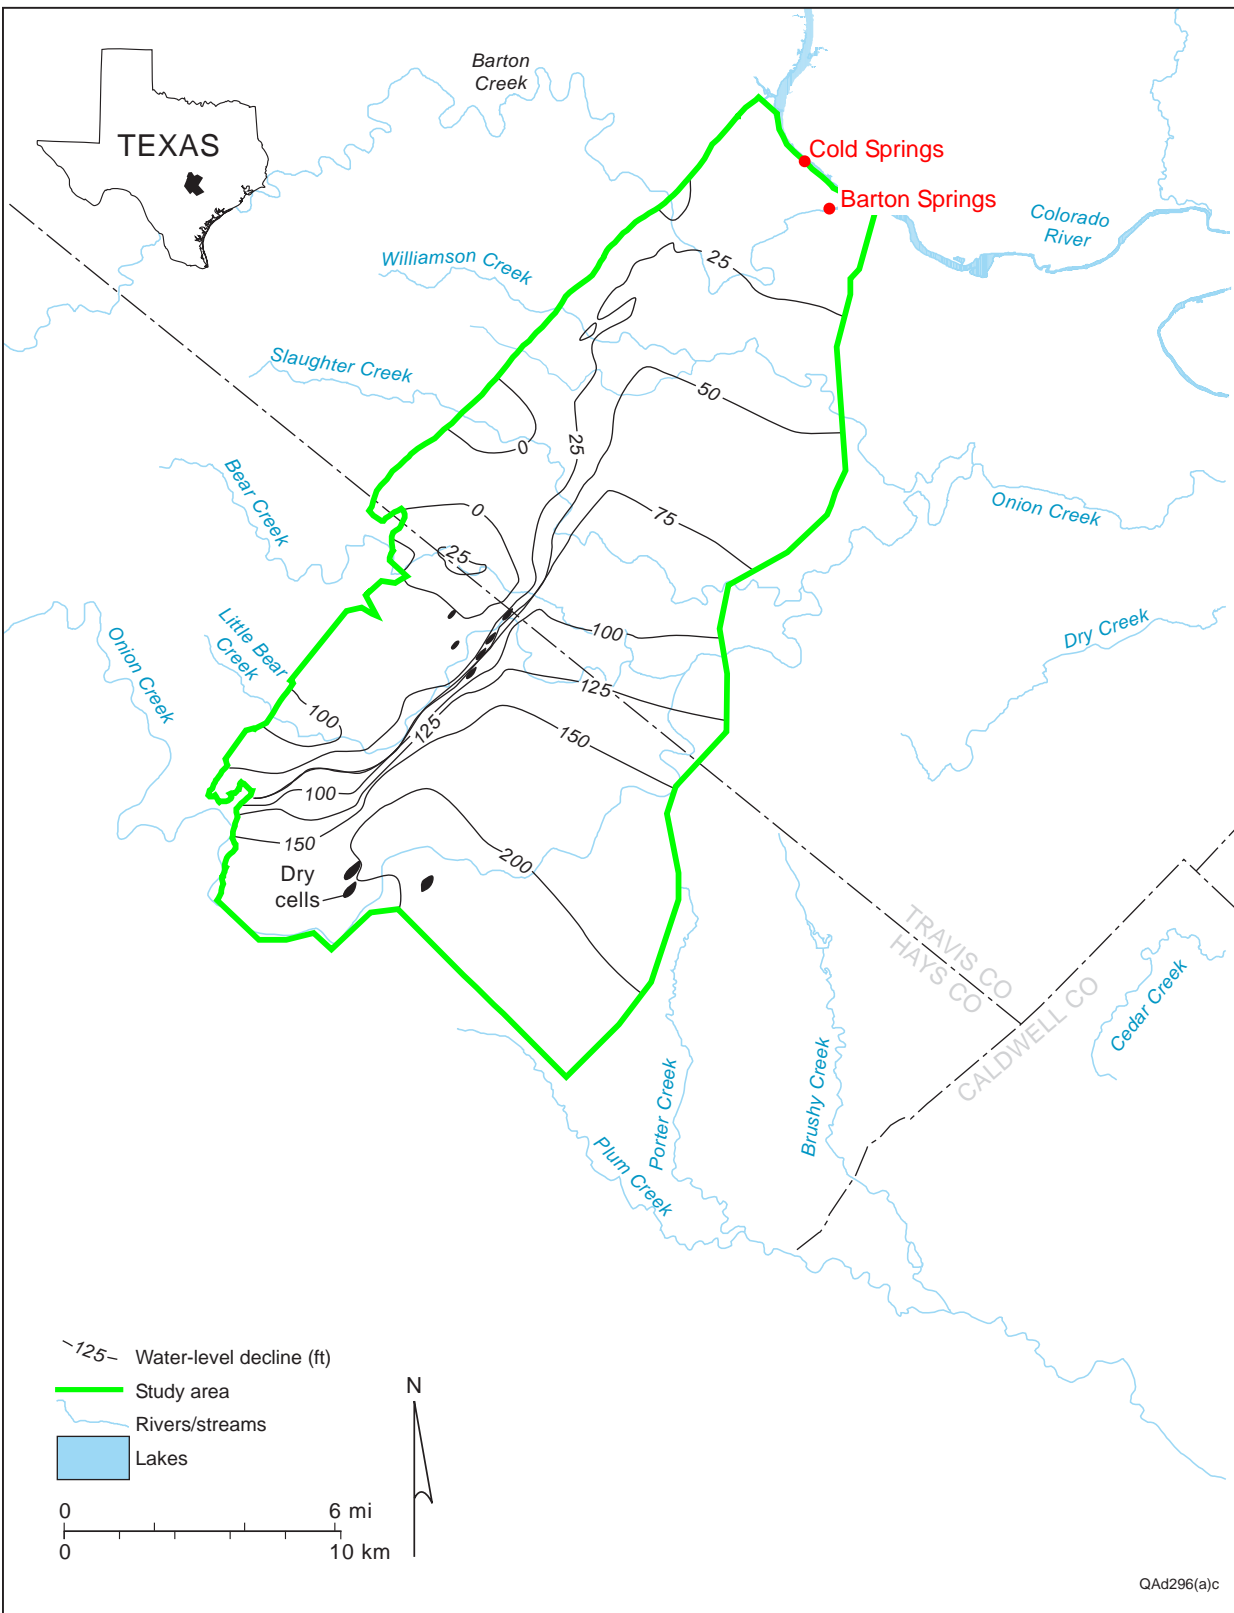 Barton
Creek
TEXAS
Cold Springs
Barton Springs
Colorado
River
Williamson Creek
25
Slaughter Creek
50
0
25
Bear Creek
Onion Creek
0
75
25
Little Bear
Creek
Onion Creek
100
Dry Creek
125
100
125
150
100
150
200
Dry
cells
TRAVIS CO
HAYS CO
CALDWELL CO
Cedar Creek
Porter Creek
Brushy Creek
Plum Creek
125
Water-level decline (ft)
Study area
Rivers/streams
Lakes
N
0
6 mi
0
10 km
QAd296(a)c